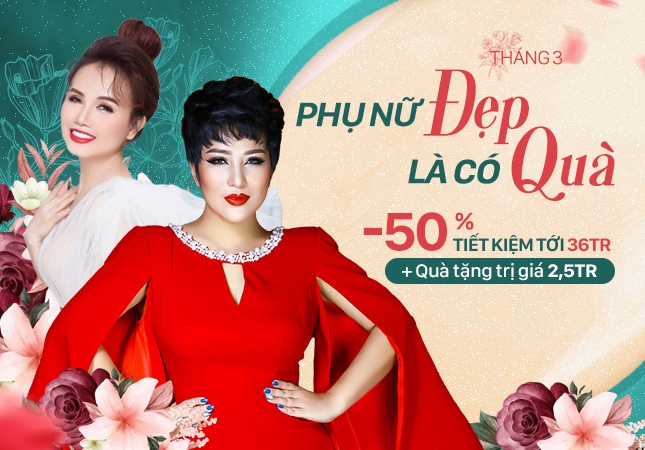 THÁNG 3
PHỤ NỮ Đẹp
LÀ CÓ Quà
-50%
TIẾT KIỆM TỚI 36TR
+ Quà tặng trị giá 2,5TR